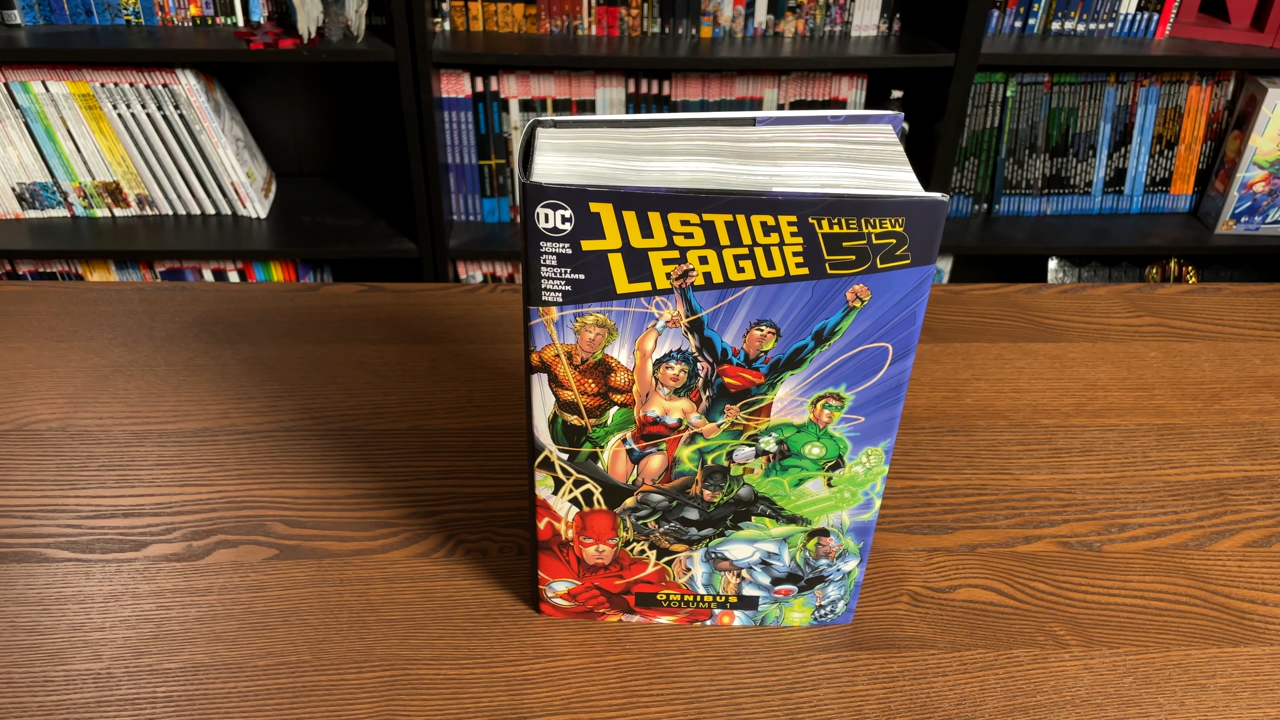 DC
JUSTICE
LEAGUE
THE NEW
52
GEOFF
JOHNS
JIM
LEE
SCOTT
WILLIAMS
GARY
FRANK
IVAN
REIS
OMNIBUS
VOLUME 1